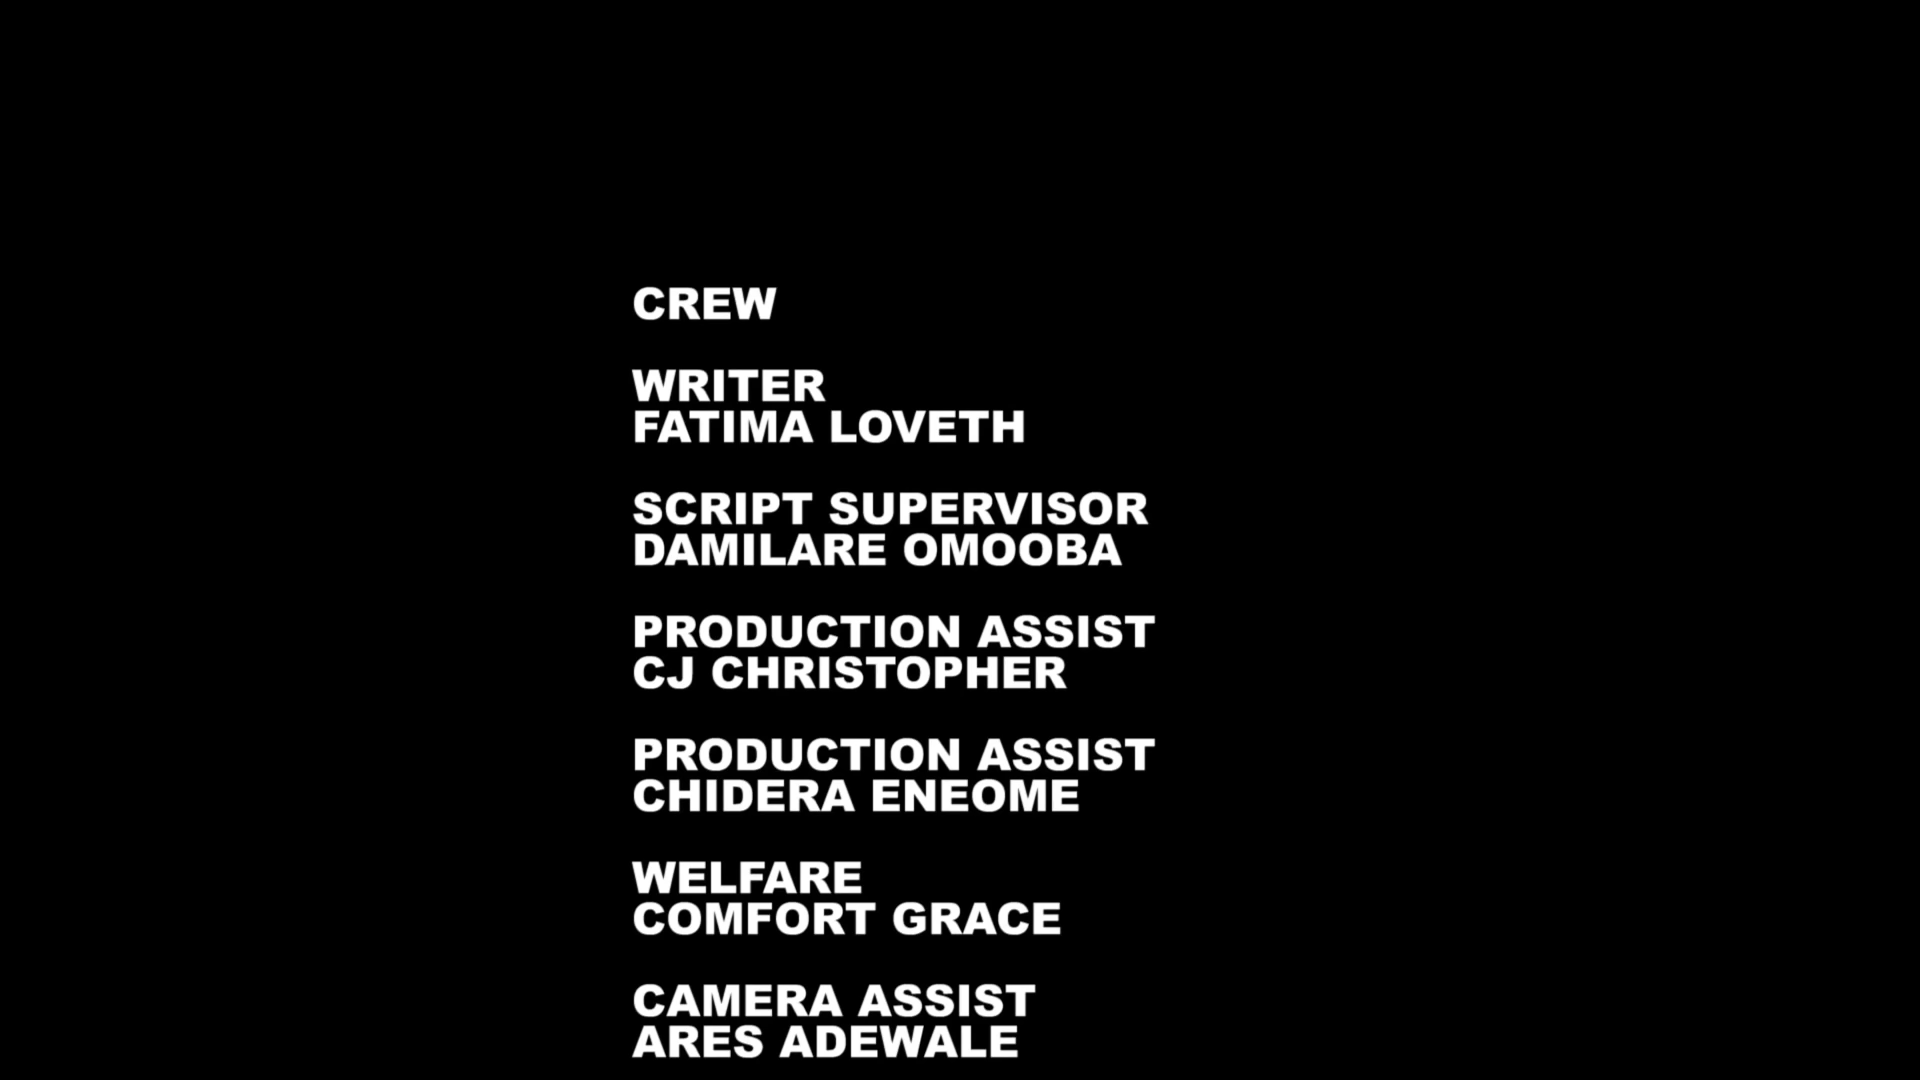 CREW
WRITER
FATIMA LOVETH
SCRIPT SUPERVISOR
DAMILARE OMOOBA
PRODUCTION ASSIST
CJ CHRISTOPHER
PRODUCTION ASSIST
CHIDERA ENEOME
WELFARE
COMFORT GRACE
CAMERA ASSIST
ARES ADEWALE